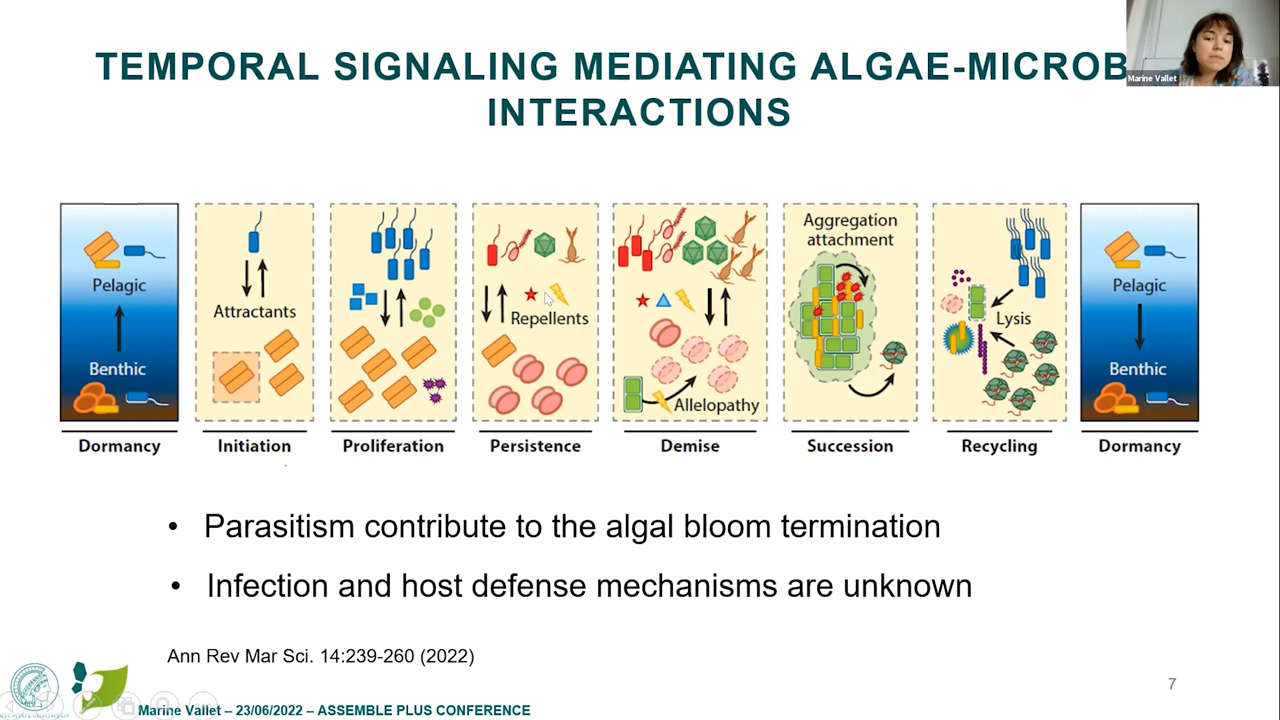 TEMPORAL SIGNALING MEDIATING ALGAE-MICROB
INTERACTIONS
Marine Vallet
Pelagic
Benthic
Dormancy
Attractants
Initiation
Proliferation
Repellents
Persistence
Allelopathy
Demise
Aggregation
attachment
Succession
Lysis
Recycling
Pelagic
Benthic
Dormancy
• Parasitism contribute to the algal bloom termination
• Infection and host defense mechanisms are unknown
Ann Rev Mar Sci. 14:239-260 (2022)
7
Marine Vallet – 23/06/2022 – ASSEMBLE PLUS CONFERENCE